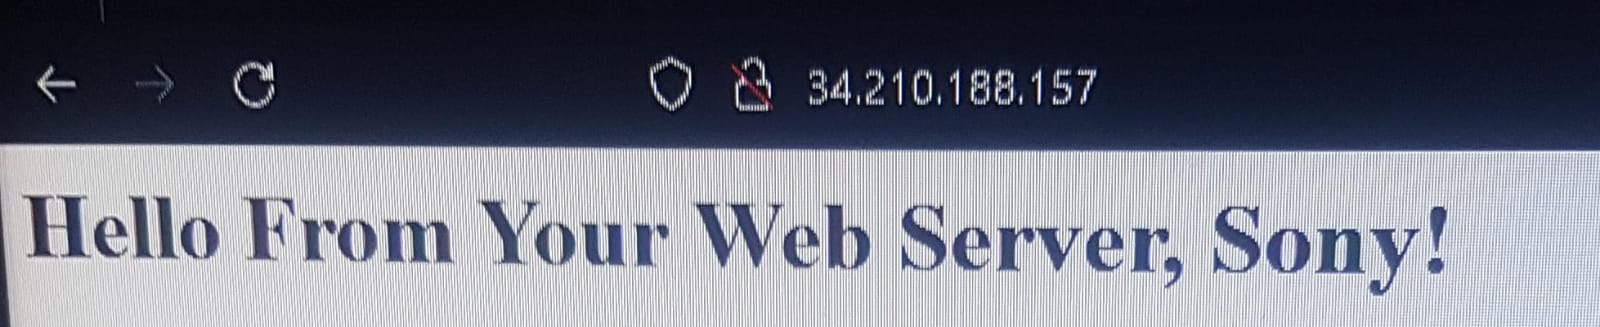 34.210.188.157
Hello From Your Web Server, Sony!